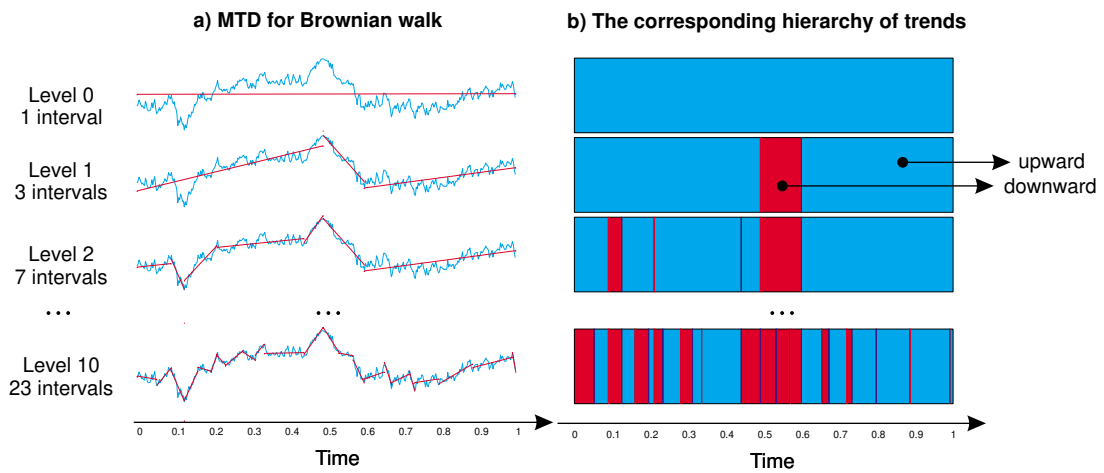 a) MTD for Brownian walk
b) The corresponding hierarchy of trends
Level 0
1 interval
Level 1
3 intervals
upward
downward
Level 2
7 intervals
...
...
...
Level 10
23 intervals
0 0.1 0.2 0.3 0.4 0.5 0.6 0.7 0.8 0.9 1
0 0.1 0.2 0.3 0.4 0.5 0.6 0.7 0.8 0.9 1
Time
Time